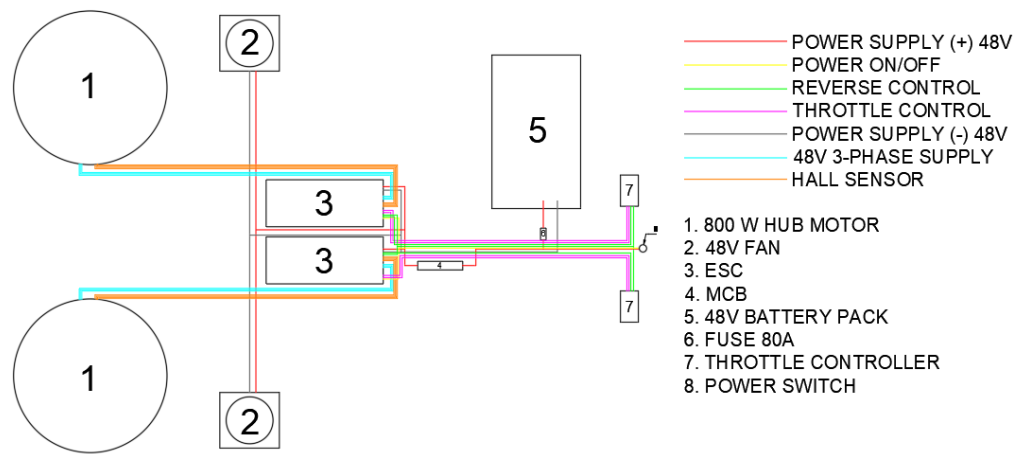 1
2
5
3
7
3
4
7
1
2
POWER SUPPLY (+) 48V
POWER ON/OFF
REVERSE CONTROL
THROTTLE CONTROL
POWER SUPPLY (-) 48V
48V 3-PHASE SUPPLY
HALL SENSOR
1. 800 W HUB MOTOR
2. 48V FAN
3. ESC
4. MCB
5. 48V BATTERY PACK
6. FUSE 80A
7. THROTTLE CONTROLLER
8. POWER SWITCH